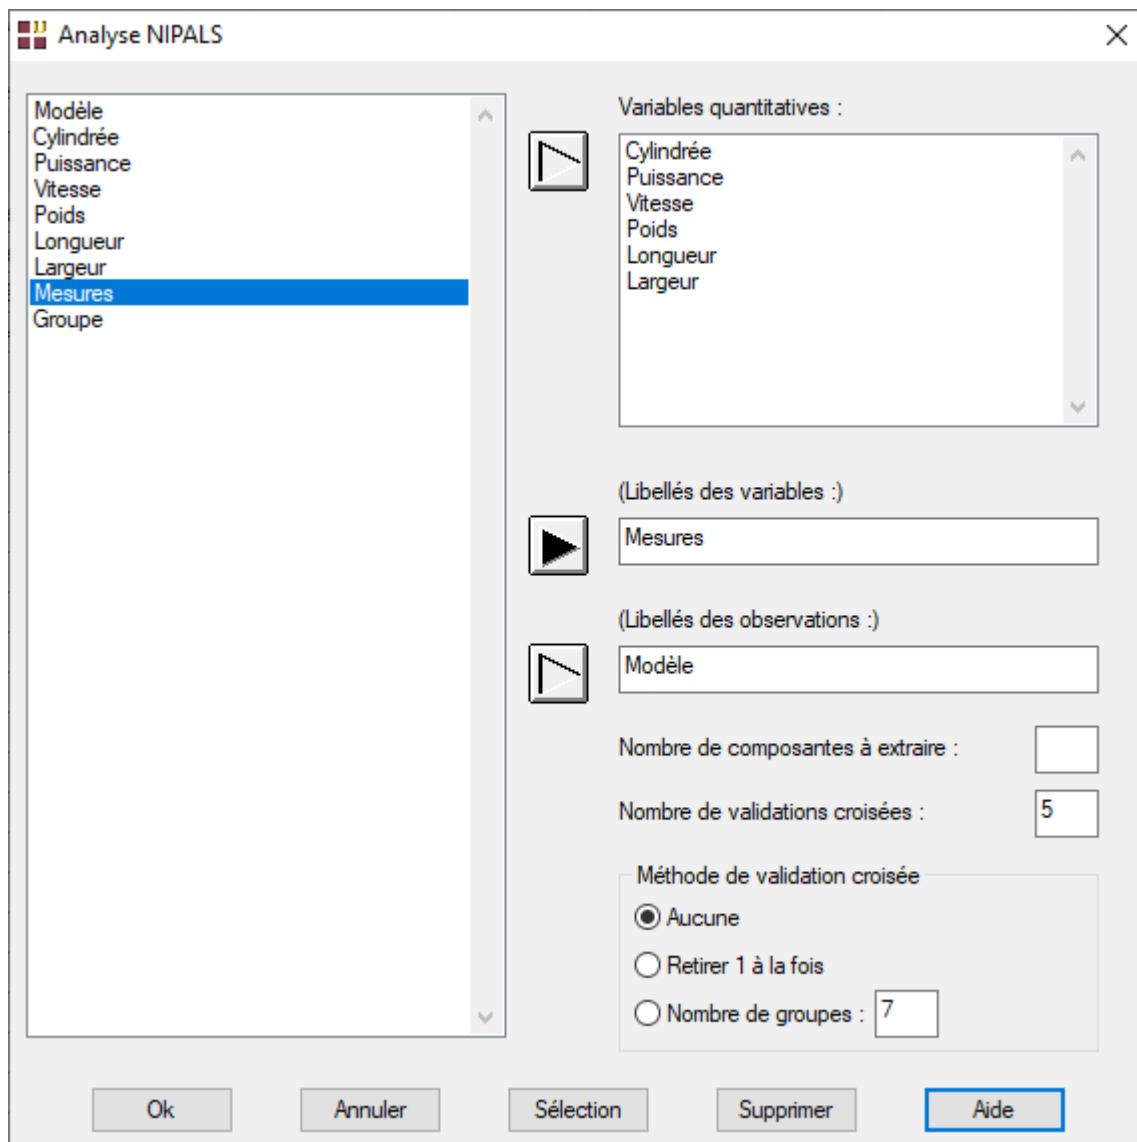 Analyse NIPALS
Modèle
Cylindrée
Puissance
Vitesse
Poids
Longueur
Largeur
Mesures
Groupe
Variables quantitatives :
Cylindrée
Puissance
Vitesse
Poids
Longueur
Largeur
(Libellés des variables :)
Mesures
(Libellés des observations :)
Modèle
Nombre de composantes à extraire :
Nombre de validations croisées : 5
Méthode de validation croisée
Aucune
Retirer 1 à la fois
Nombre de groupes : 7
Ok Annuler Sélection Supprimer Aide